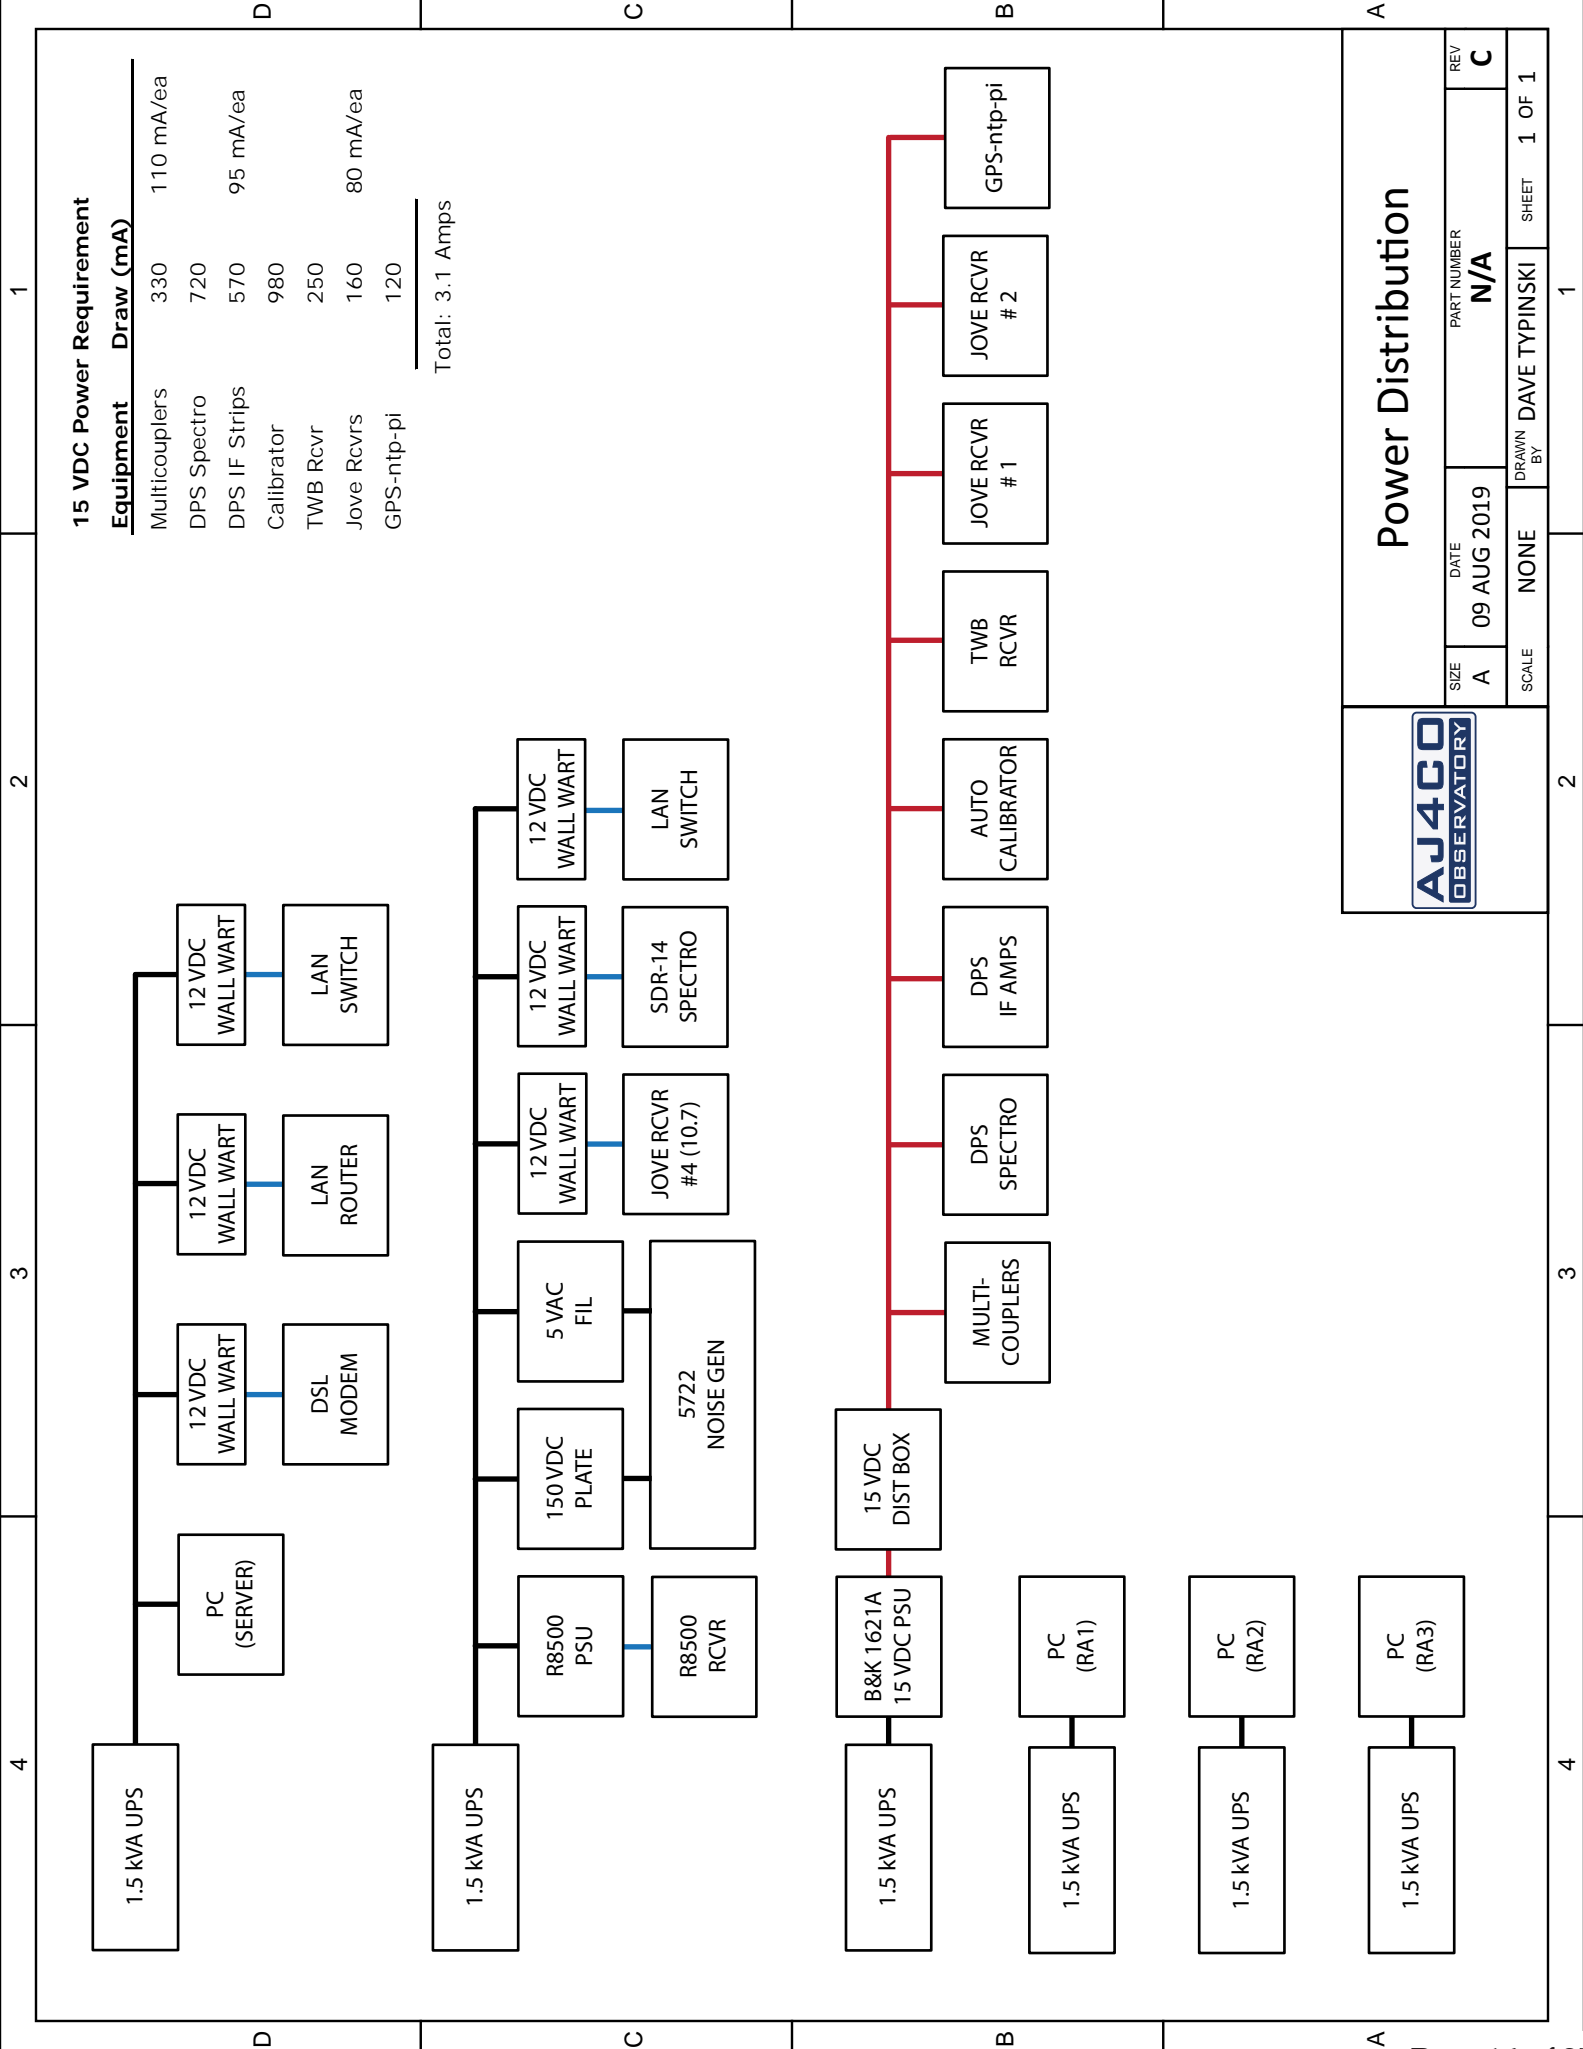 4
3
2
1
D
D
C
C
B
B
A
A
15 VDC Power Requirement
Equipment Draw (mA)
Multicouplers 330 110 mA/ea
DPS Spectro 720
DPS IF Strips 570 95 mA/ea
Calibrator 980
TWB Rcvr 250
Jove Rcvrs 160 80 mA/ea
GPS-ntp-pi 120
Total: 3.1 Amps
1.5 kVA UPS
PC
(SERVER)
12 VDC
WALL WART
DSL
MODEM
12 VDC
WALL WART
LAN
ROUTER
12 VDC
WALL WART
LAN
SWITCH
1.5 kVA UPS
R8500
PSU
R8500
RCVR
150 VDC
PLATE
5 VAC
FIL
5722
NOISE GEN
12 VDC
WALL WART
JOVE RCVR
#4 (10.7)
12 VDC
WALL WART
SDR-14
SPECTRO
12 VDC
WALL WART
LAN
SWITCH
1.5 kVA UPS
B&K 1621A
15 VDC PSU
15 VDC
DIST BOX
MULTI-
COUPLERS
DPS
SPECTRO
DPS
IF AMPS
AUTO
CALIBRATOR
TWB
RCVR
JOVE RCVR
# 1
JOVE RCVR
# 2
GPS-ntp-pi
1.5 kVA UPS
PC
(RA1)
1.5 kVA UPS
PC
(RA2)
1.5 kVA UPS
PC
(RA3)
AJ4CO
OBSERVATORY
Power Distribution
SIZE
A
DATE
09 AUG 2019
PART NUMBER
N/A
REV
C
SCALE NONE
DRAWN
BY
DAVE TYPINSKI
SHEET 1 OF 1
4
3
2
1